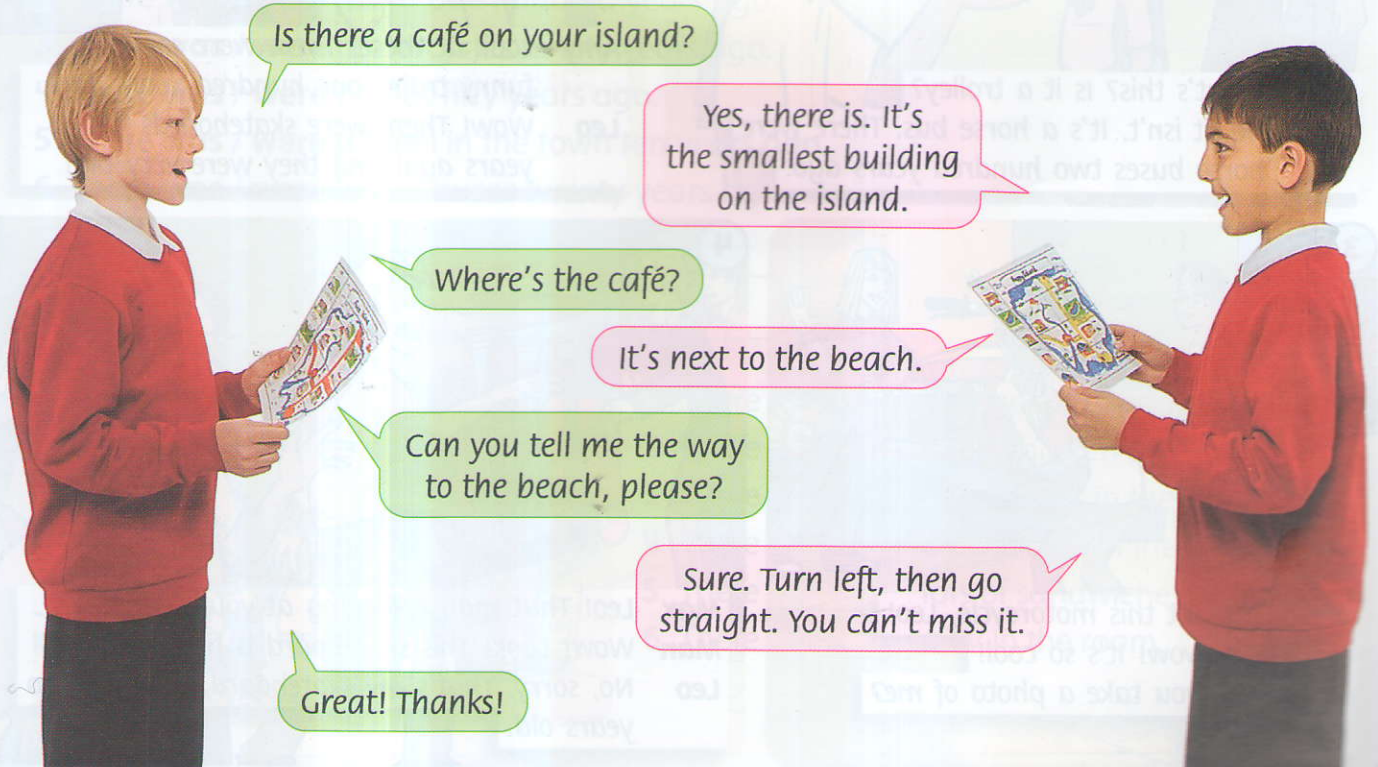 Is there a café on your island?
Yes, there is. It's
the smallest building
on the island.
Where's the café?
It's next to the beach.
Can you tell me the way
to the beach, please?
Sure. Turn left, then go
straight. You can't miss it.
Great! Thanks!